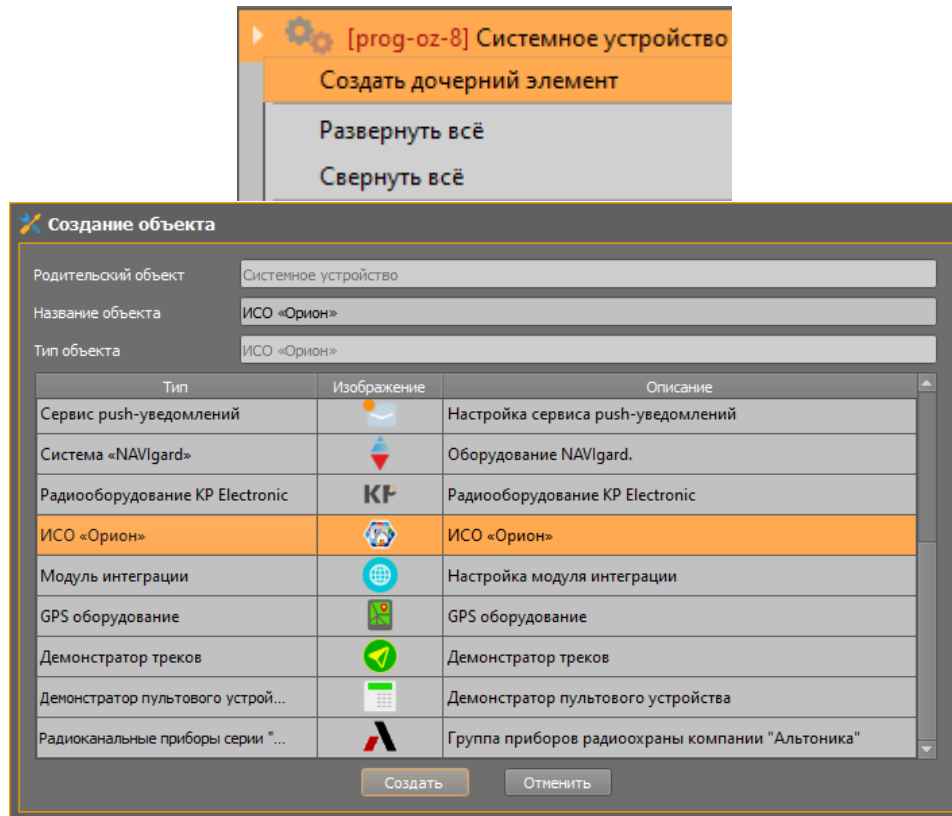 [prog-oz-8] Системное устройство
Создать дочерний элемент
Развернуть всё
Свернуть всё
Создание объекта
Родительский объект Системное устройство
Название объекта ИСО «Орион»
Тип объекта ИСО «Орион»
Тип Изображение Описание
Сервис push-уведомлений Настройка сервиса push-уведомлений
Система «NAVIgard» Оборудование NAVIgard.
Радиооборудование KP Electronic KP Радиооборудование KP Electronic
ИСО «Орион» ИСО «Орион»
Модуль интеграции Настройка модуля интеграции
GPS оборудование GPS оборудование
Демонстратор треков Демонстратор треков
Демонстратор пультового устрой... Демонстратор пультового устройства
Радиоканальные приборы серии "... Группа приборов радиоохраны компании "Альтоника"
Создать Отменить